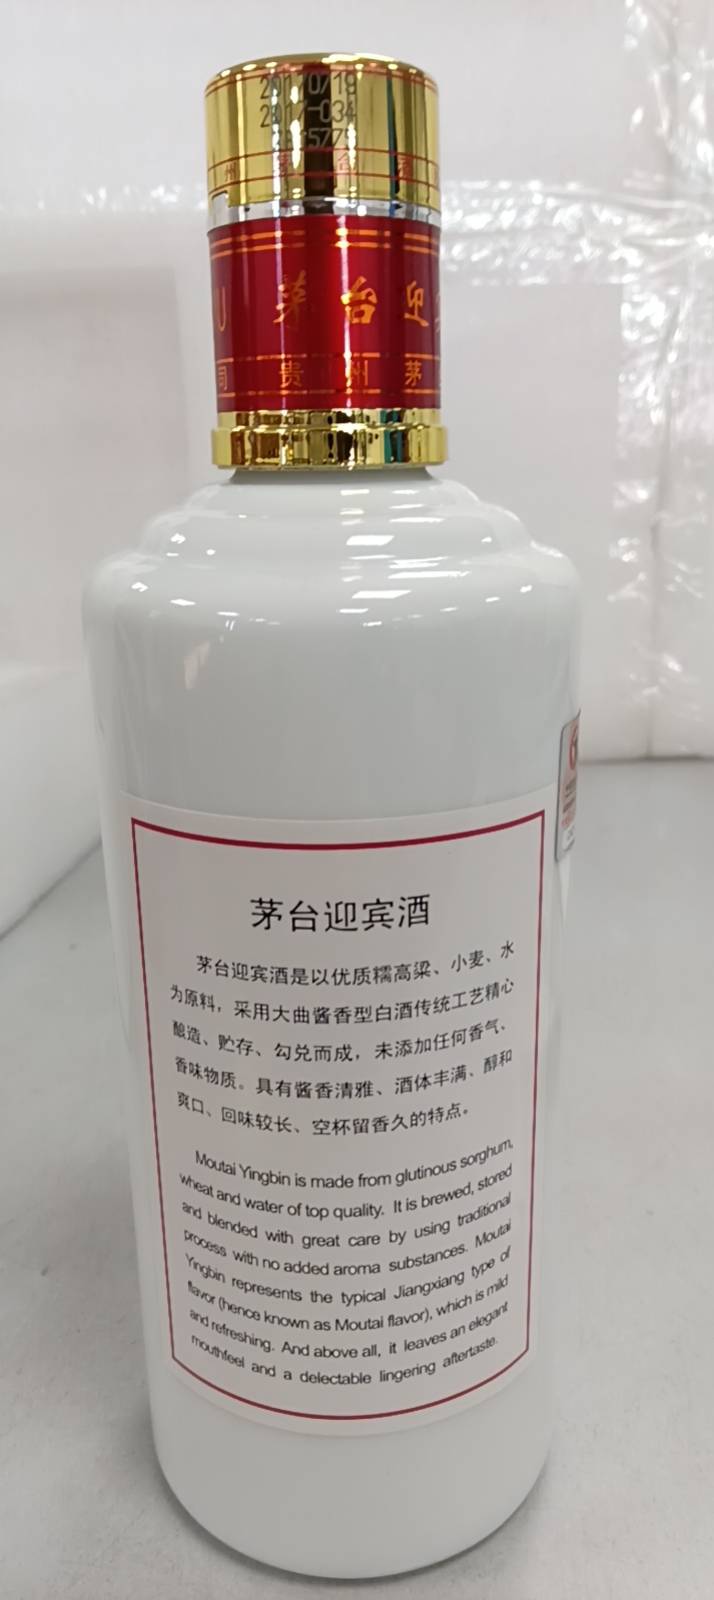 2017-034
州 茅 台 酒
U 茅台迎
司 贵 州 茅
茅台迎宾酒
茅台迎宾酒是以优质糯高粱、小麦、水
为原料，采用大曲酱香型白酒传统工艺精心
酿造、贮存、勾兑而成，未添加任何香气、
香味物质。具有酱香清雅、酒体丰满、醇和
爽口、回味较长、空杯留香久的特点。
Moutai Yingbin is made from glutinous sorghum,
wheat and water of top quality. It is brewed, stored
and blended with great care by using traditional
process with no added aroma substances. Moutai
Yingbin represents the typical Jiangxiang type of
flavor (hence known as Moutai flavor), which is mild
and refreshing. And above all, it leaves an elegant
mouthfeel and a delectable lingering aftertaste.